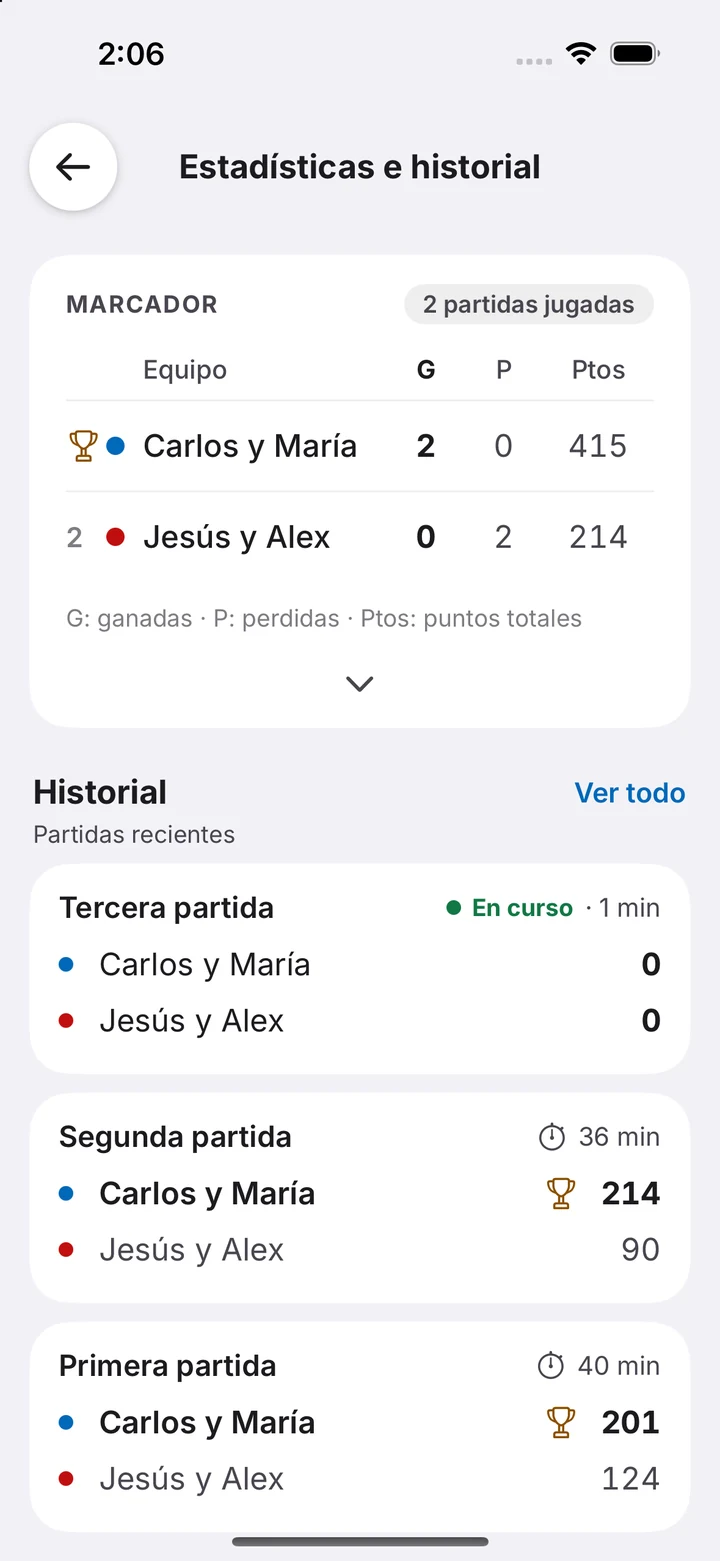 2:06
Estadísticas e historial
MARCADOR 2 partidas jugadas
Equipo G P Ptos
Carlos y María 2 0 415
2 Jesús y Alex 0 2 214
G: ganadas · P: perdidas · Ptos: puntos totales
Historial Ver todo
Partidas recientes
Tercera partida En curso · 1 min
Carlos y María 0
Jesús y Alex 0
Segunda partida 36 min
Carlos y María 214
Jesús y Alex 90
Primera partida 40 min
Carlos y María 201
Jesús y Alex 124